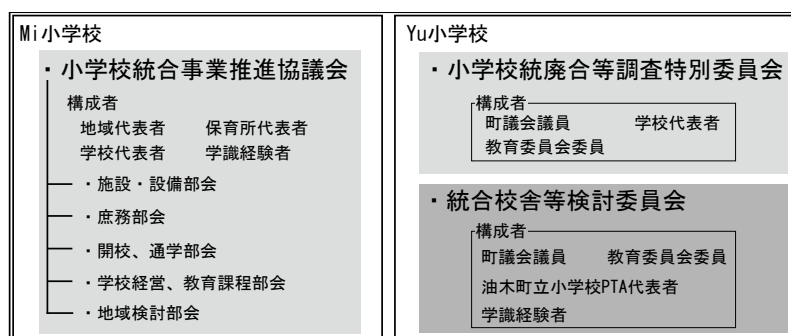 Mi小学校
・小学校統合事業推進協議会
構成者
地域代表者 保育所代表者
学校代表者 学識経験者
・施設・設備部会
・庶務部会
・開校、通学部会
・学校経営、教育課程部会
・地域検討部会
Yu小学校
・小学校統廃合等調査特別委員会
構成者
町議会議員 学校代表者
教育委員会委員
・統合校舎等検討委員会
構成者
町議会議員 教育委員会委員
油木町立小学校PTA代表者
学識経験者